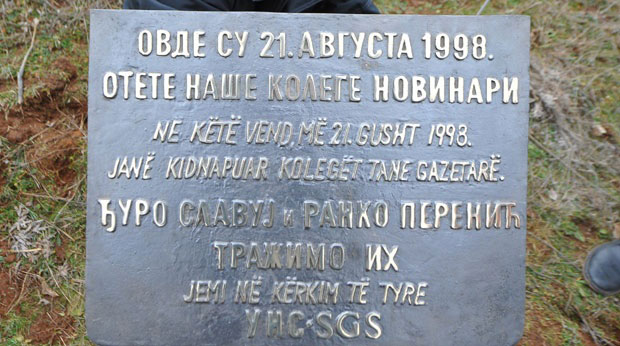 ОВДЕ СУ 21. АВГУСТА 1998.
ОТЕТЕ НАШЕ КОЛЕГЕ НОВИНАРИ
NE KËTË VEND, MË 21. GUSHT 1998.
JANË KIDNAPUAR KOLEGËT TANE GAZETARË.
ЂУРО СЛАВУЈ и РАНКО ПЕРЕНИЋ
ТРАЖИМО ИХ
JEMI NË KËRKIM TË TYRE
УНС·SGS